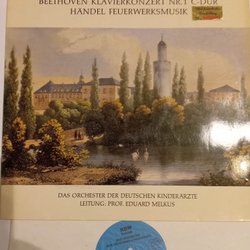 BEETHOVEN KLAVIERKONZERT NR.1 C-DUR
HÄNDEL FEUERWERKSMUSIK
DAS ORCHESTER DER DEUTSCHEN KINDERÄRZTE
LEITUNG: PROF. EDUARD MELKUS